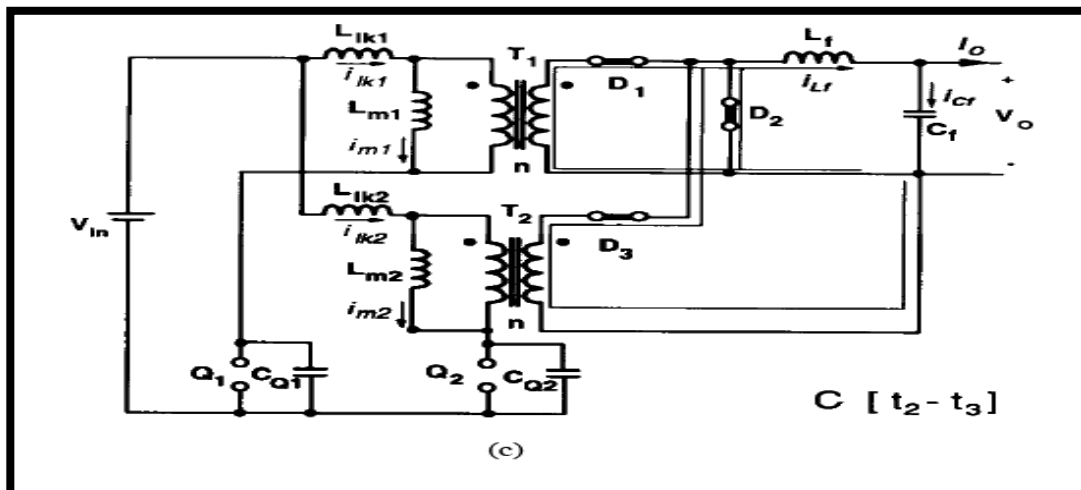 L_lk1
i_lk1
L_m1
i_m1
T_1
n
D_1
L_f
i_Lf
I_O
D_2
i_Cf
C_f
+
V_O
-
V_in
L_lk2
i_lk2
L_m2
i_m2
T_2
n
D_3
Q_1
C_Q1
Q_2
C_Q2
C [ t_2 - t_3 ]
(c)